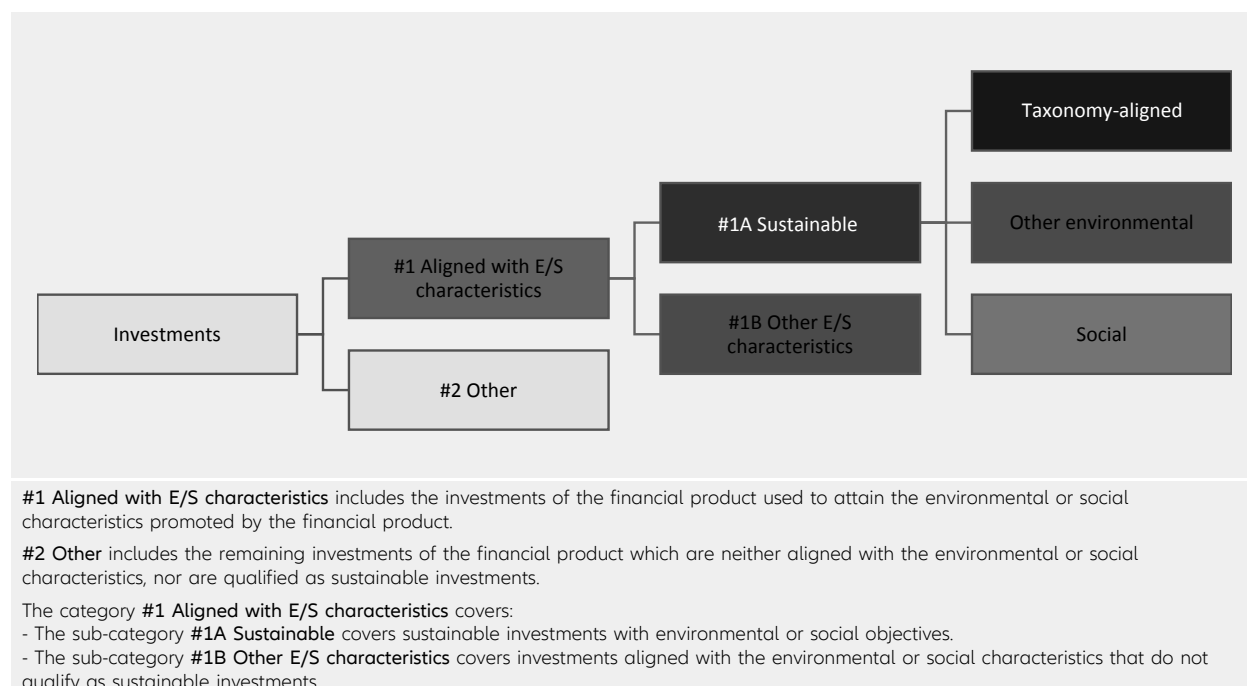 Taxonomy-aligned
#1A Sustainable
Other environmental
#1 Aligned with E/S
characteristics
Investments
#1B Other E/S
characteristics
Social
#2 Other
#1 Aligned with E/S characteristics includes the investments of the financial product used to attain the environmental or social
characteristics promoted by the financial product.
#2 Other includes the remaining investments of the financial product which are neither aligned with the environmental or social
characteristics, nor are qualified as sustainable investments.
The category #1 Aligned with E/S characteristics covers:
- The sub-category #1A Sustainable covers sustainable investments with environmental or social objectives.
- The sub-category #1B Other E/S characteristics covers investments aligned with the environmental or social characteristics that do not
qualify as sustainable investments